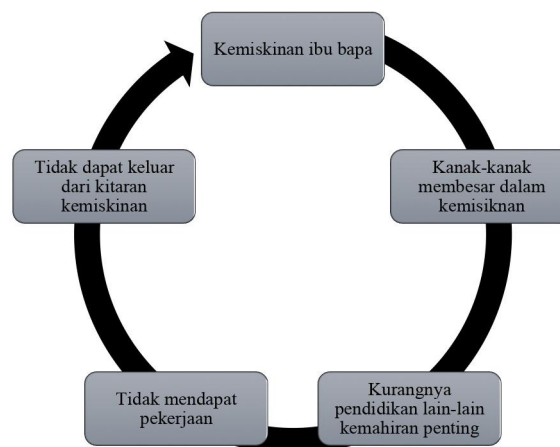 Kemiskinan ibu bapa
Kanak-kanak
membesar dalam
kemisiknan
Kurangnya
pendidikan lain-lain
kemahiran penting
Tidak mendapat
pekerjaan
Tidak dapat keluar
dari kitaran
kemiskinan